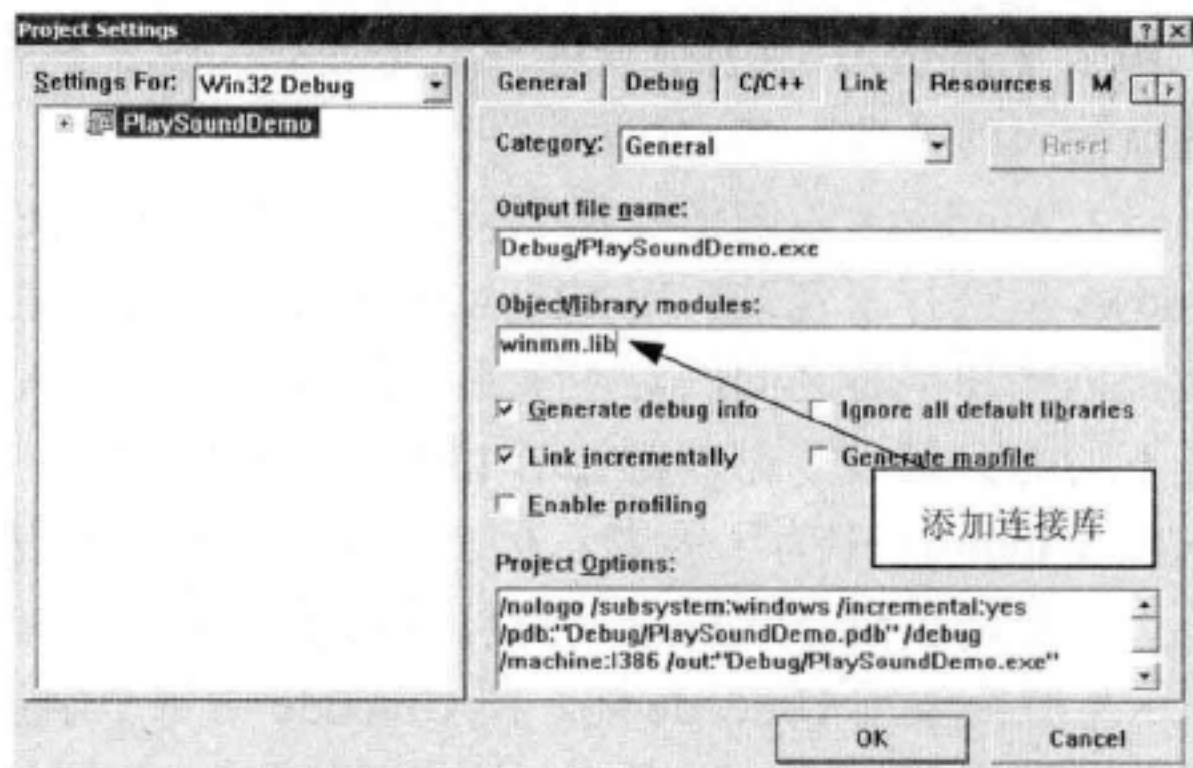 Project Settings
Settings For: Win32 Debug
PlaySoundDemo
General Debug C/C++ Link Resources M
Category: General
Reset
Output file name:
Debug/PlaySoundDemo.exe
Object/library modules:
winmm.lib
Generate debug info
Ignore all default libraries
Link incrementally
Generate mapfile
Enable profiling
添加连接库
Project Options:
/nologo /subsystem:windows /incremental:yes
/pdb:"Debug/PlaySoundDemo.pdb" /debug
/machine:I386 /out:"Debug/PlaySoundDemo.exe"
OK
Cancel